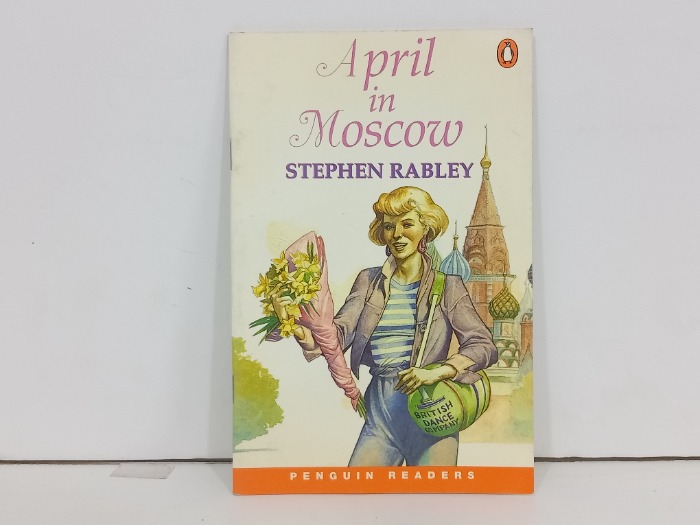 April
in
Moscow
STEPHEN RABLEY
BRITISH
DANCE
COMPANY
PENGUIN READERS